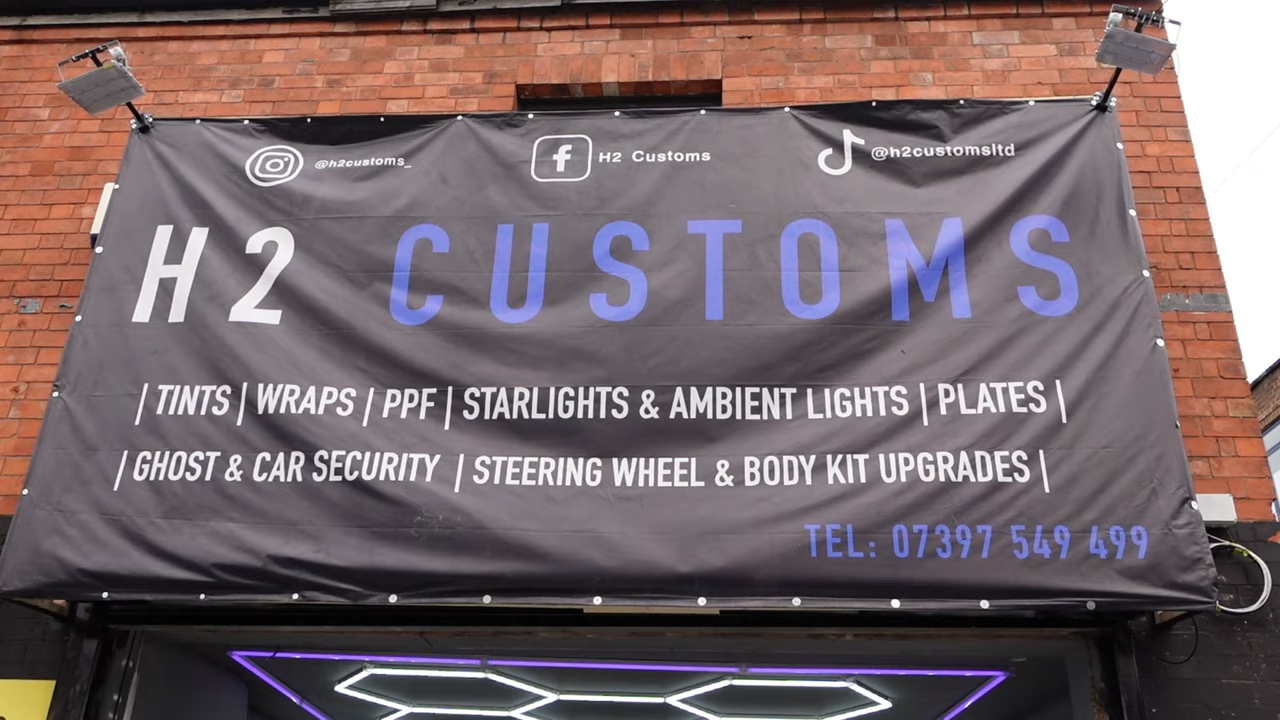 @h2customs_
H2 Customs
@h2customsltd
H2 CUSTOMS
| TINTS | WRAPS | PPF | STARLIGHTS & AMBIENT LIGHTS | PLATES |
| GHOST & CAR SECURITY | STEERING WHEEL & BODY KIT UPGRADES |
TEL: 07397 549 499